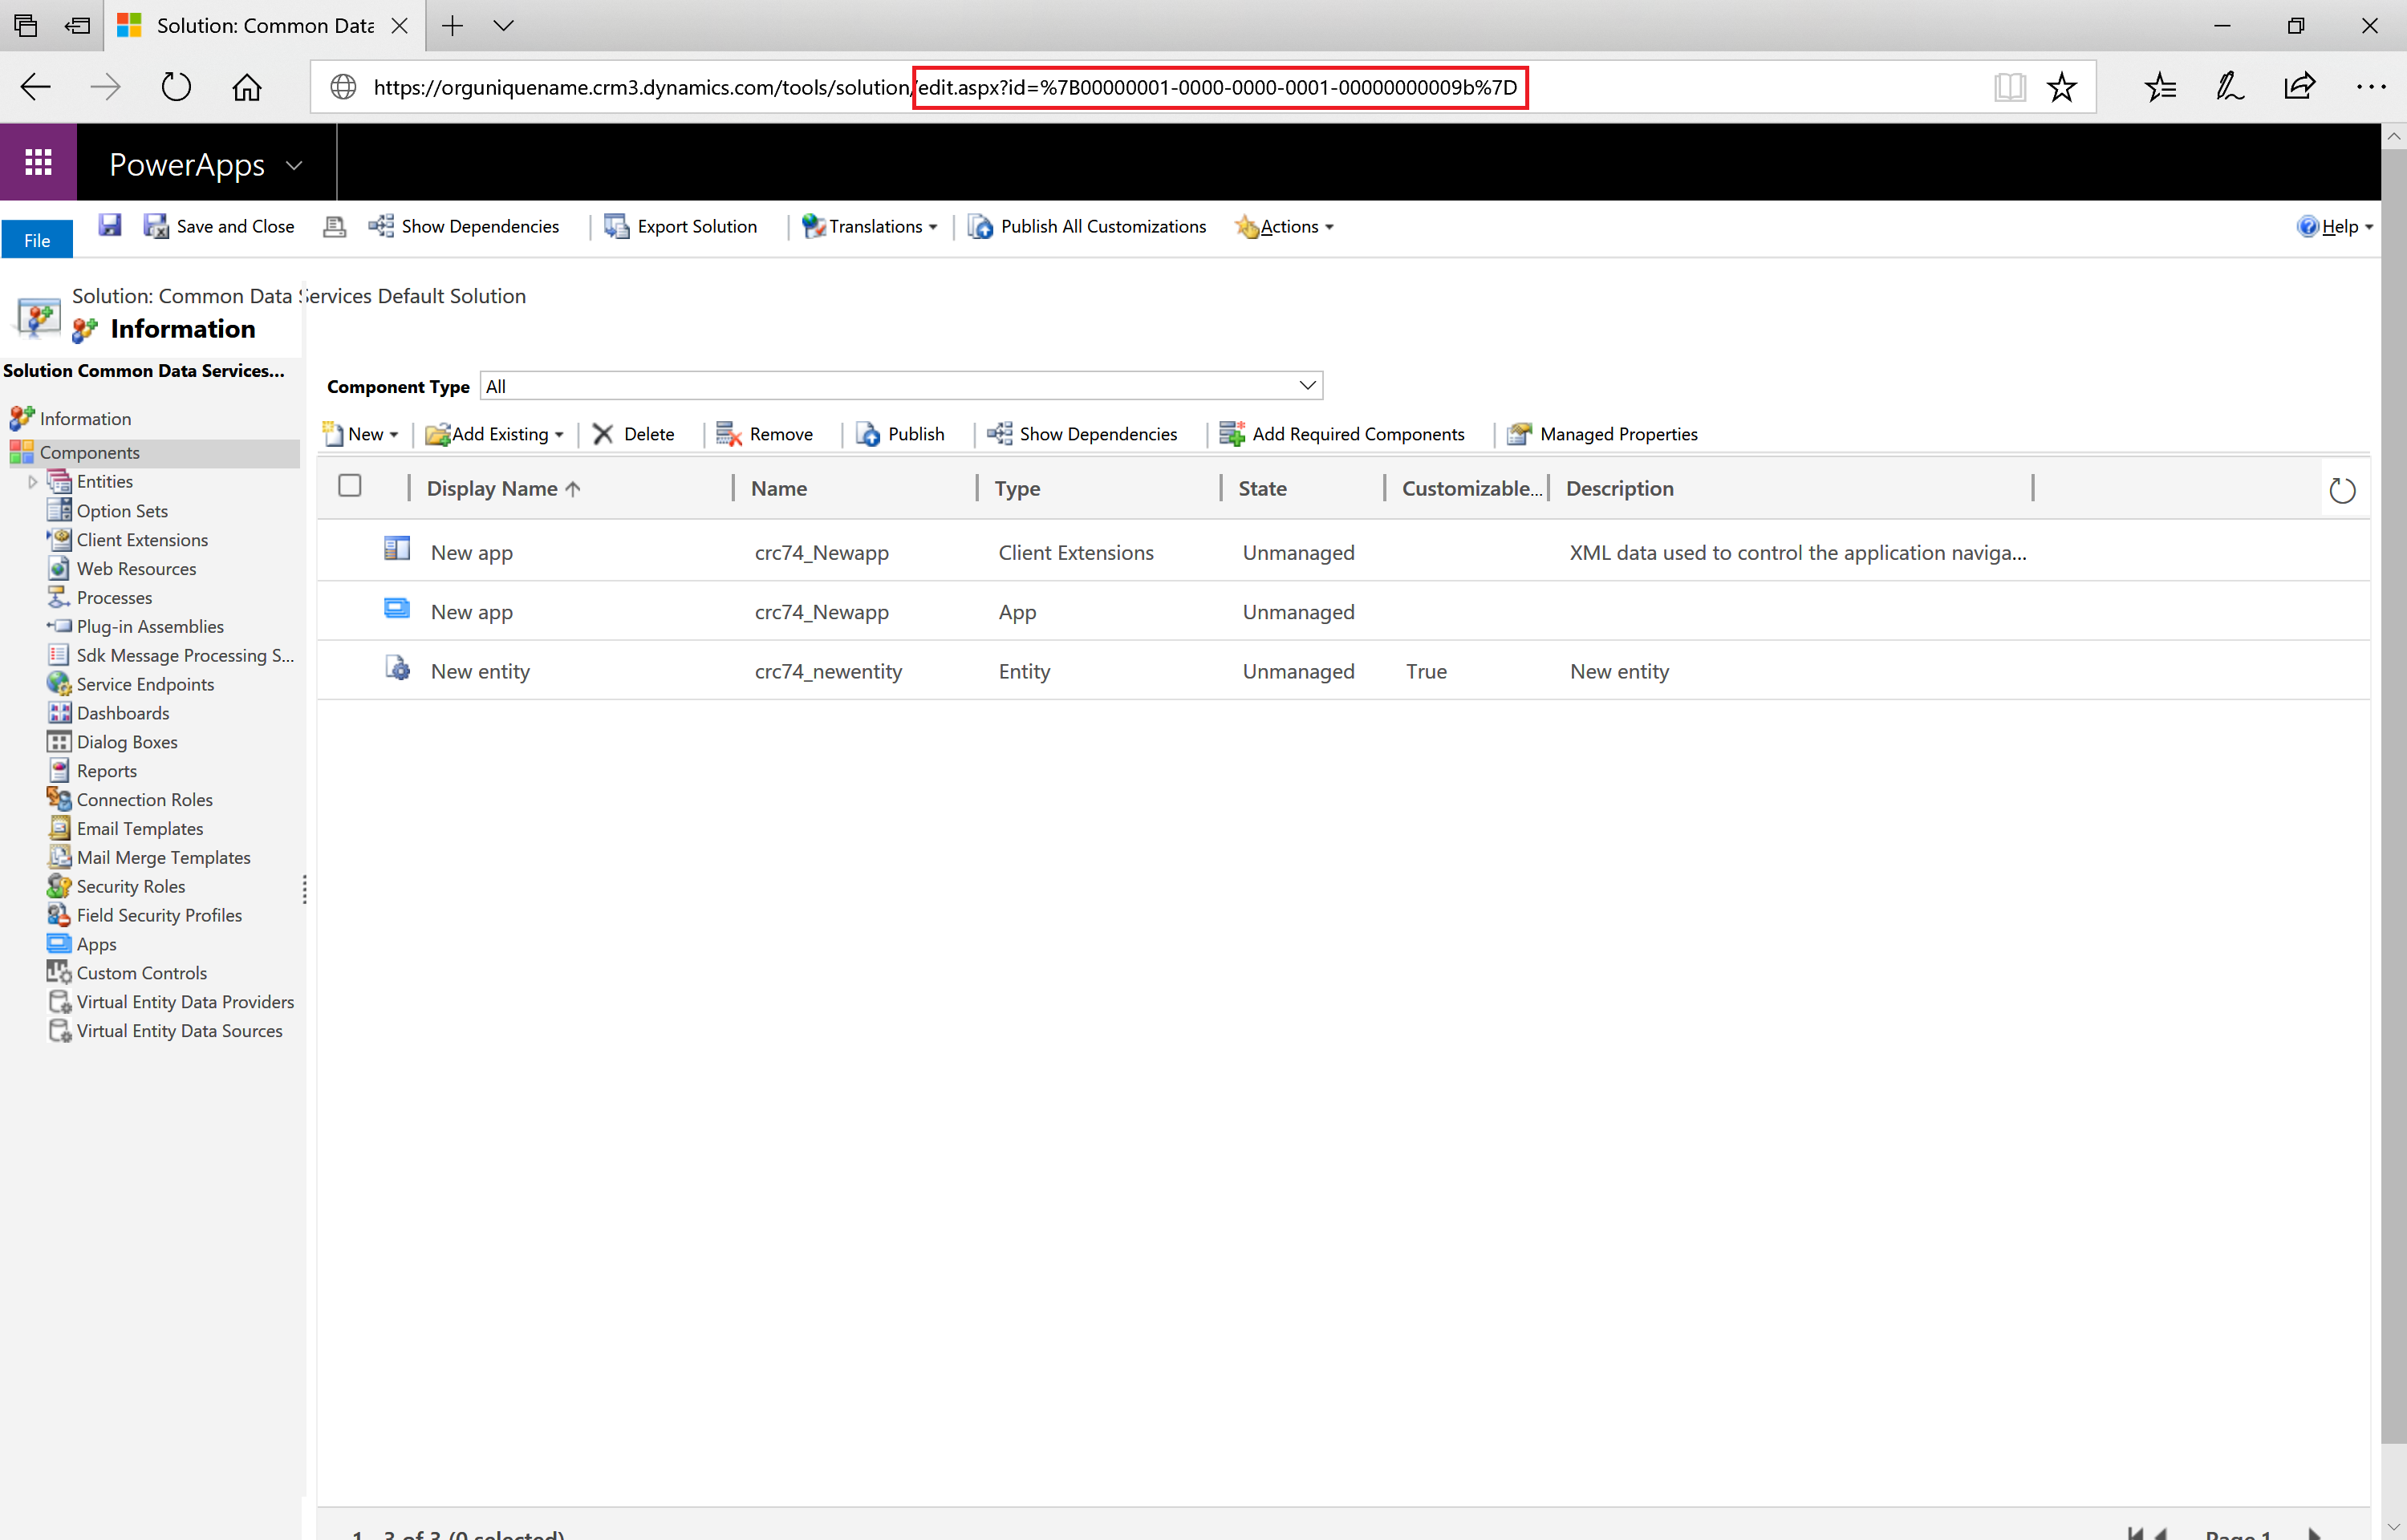 Solution: Common Data
https://orguniquename.crm3.dynamics.com/tools/solution/edit.aspx?id=%7B00000001-0000-0000-0001-00000000009b%7D
PowerApps
File Save and Close Show Dependencies Export Solution Translations Publish All Customizations Actions Help
Solution: Common Data Services Default Solution
Information
Solution Common Data Services...
Component Type All
Information
New Add Existing Delete Remove Publish Show Dependencies Add Required Components Managed Properties
Components
Entities
Option Sets
Client Extensions
Web Resources
Processes
Plug-in Assemblies
Sdk Message Processing S...
Service Endpoints
Dashboards
Dialog Boxes
Reports
Connection Roles
Email Templates
Mail Merge Templates
Security Roles
Field Security Profiles
Apps
Custom Controls
Virtual Entity Data Providers
Virtual Entity Data Sources
Display Name Name Type State Customizable... Description
New app crc74_Newapp Client Extensions Unmanaged XML data used to control the application naviga...
New app crc74_Newapp App Unmanaged
New entity crc74_newentity Entity Unmanaged True New entity
1 - 3 of 3 (0 selected) Page 1